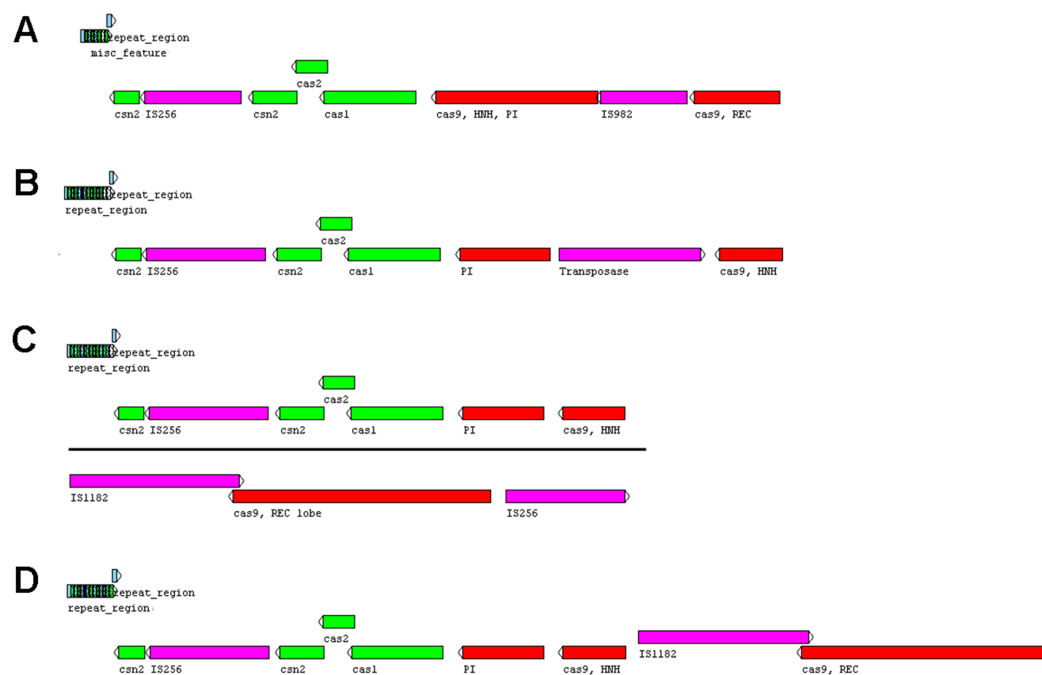 A
repeat_region
misc_feature
cas2
csn2 IS256 csn2 cas1 cas9, HNH, PI IS982 cas9, REC
B
repeat_region
repeat_region
cas2
csn2 IS256 csn2 cas1 PI Transposase cas9, HNH
C
repeat_region
repeat_region
cas2
csn2 IS256 csn2 cas1 PI cas9, HNH
IS1182
cas9, REC lobe IS256
D
repeat_region
repeat_region
cas2
IS1182
csn2 IS256 csn2 cas1 PI cas9, HNH cas9, REC